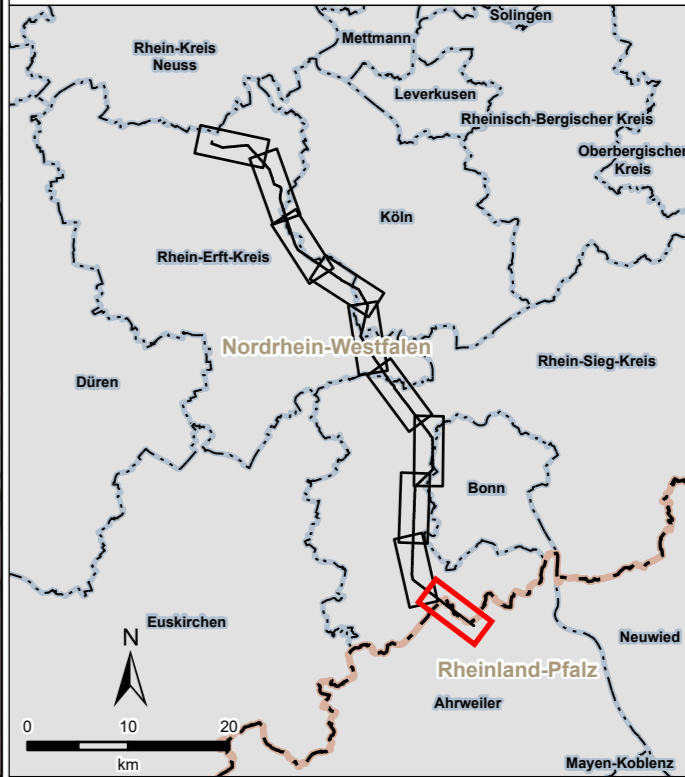 Solingen
Mettmann
Rhein-Kreis
Neuss
Leverkusen
Rheinisch-Bergischer Kreis
Oberbergischer
Kreis
Köln
Rhein-Erft-Kreis
Nordrhein-Westfalen
Rhein-Sieg-Kreis
Düren
Bonn
Euskirchen
N
Neuwied
Rheinland-Pfalz
Ahrweiler
0 10 20
km
Mayen-Koblenz